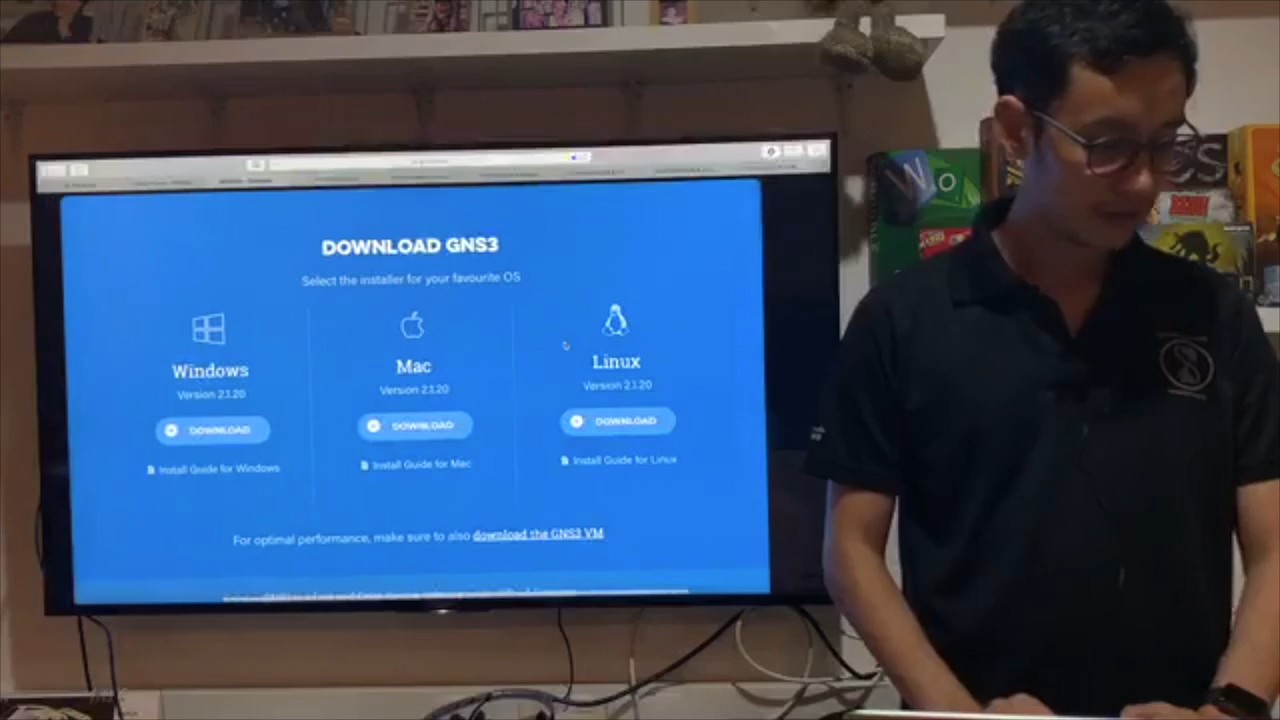 DOWNLOAD GNS3
Select the installer for your favourite OS
Windows
Version 2.1.20
DOWNLOAD
Install Guide for Windows
Mac
Version 2.1.20
DOWNLOAD
Install Guide for Mac
Linux
Version 2.1.20
DOWNLOAD
Install Guide for Linux
For optimal performance, make sure to also download the GNS3 VM